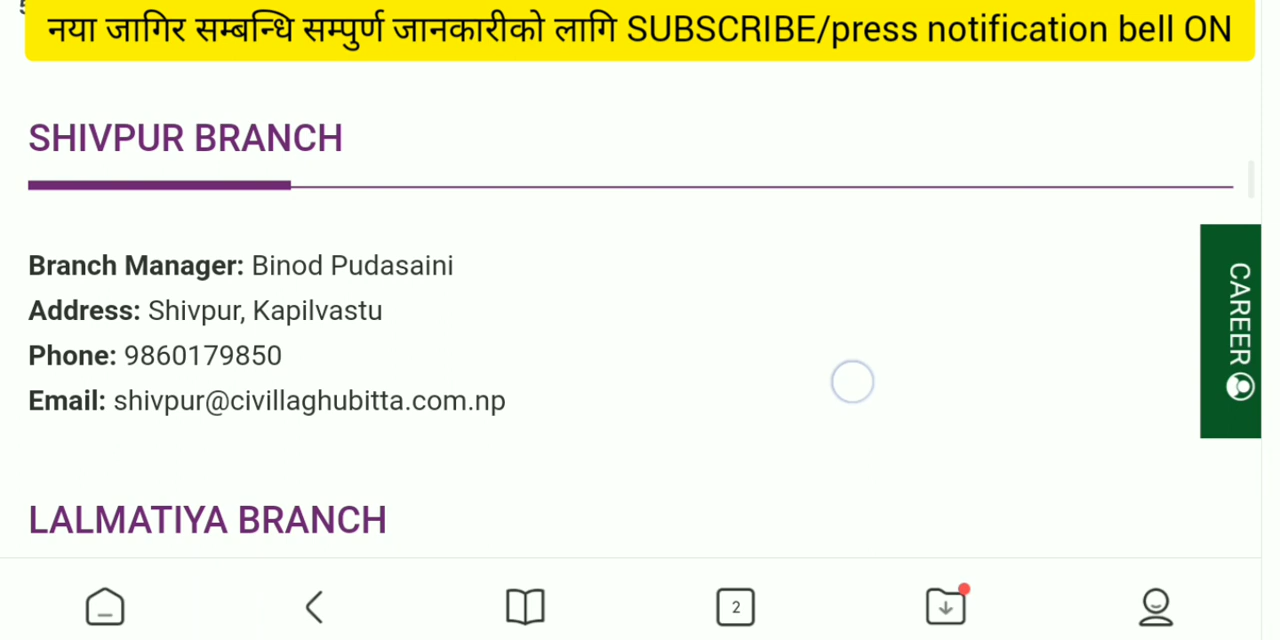 नया जागिर सम्बन्धि सम्पुर्ण जानकारीको लागि SUBSCRIBE/press notification bell ON
SHIVPUR BRANCH
Branch Manager: Binod Pudasaini
Address: Shivpur, Kapilvastu
Phone: 9860179850
Email: shivpur@civillaghubitta.com.np
CAREER
LALMATIYA BRANCH
2